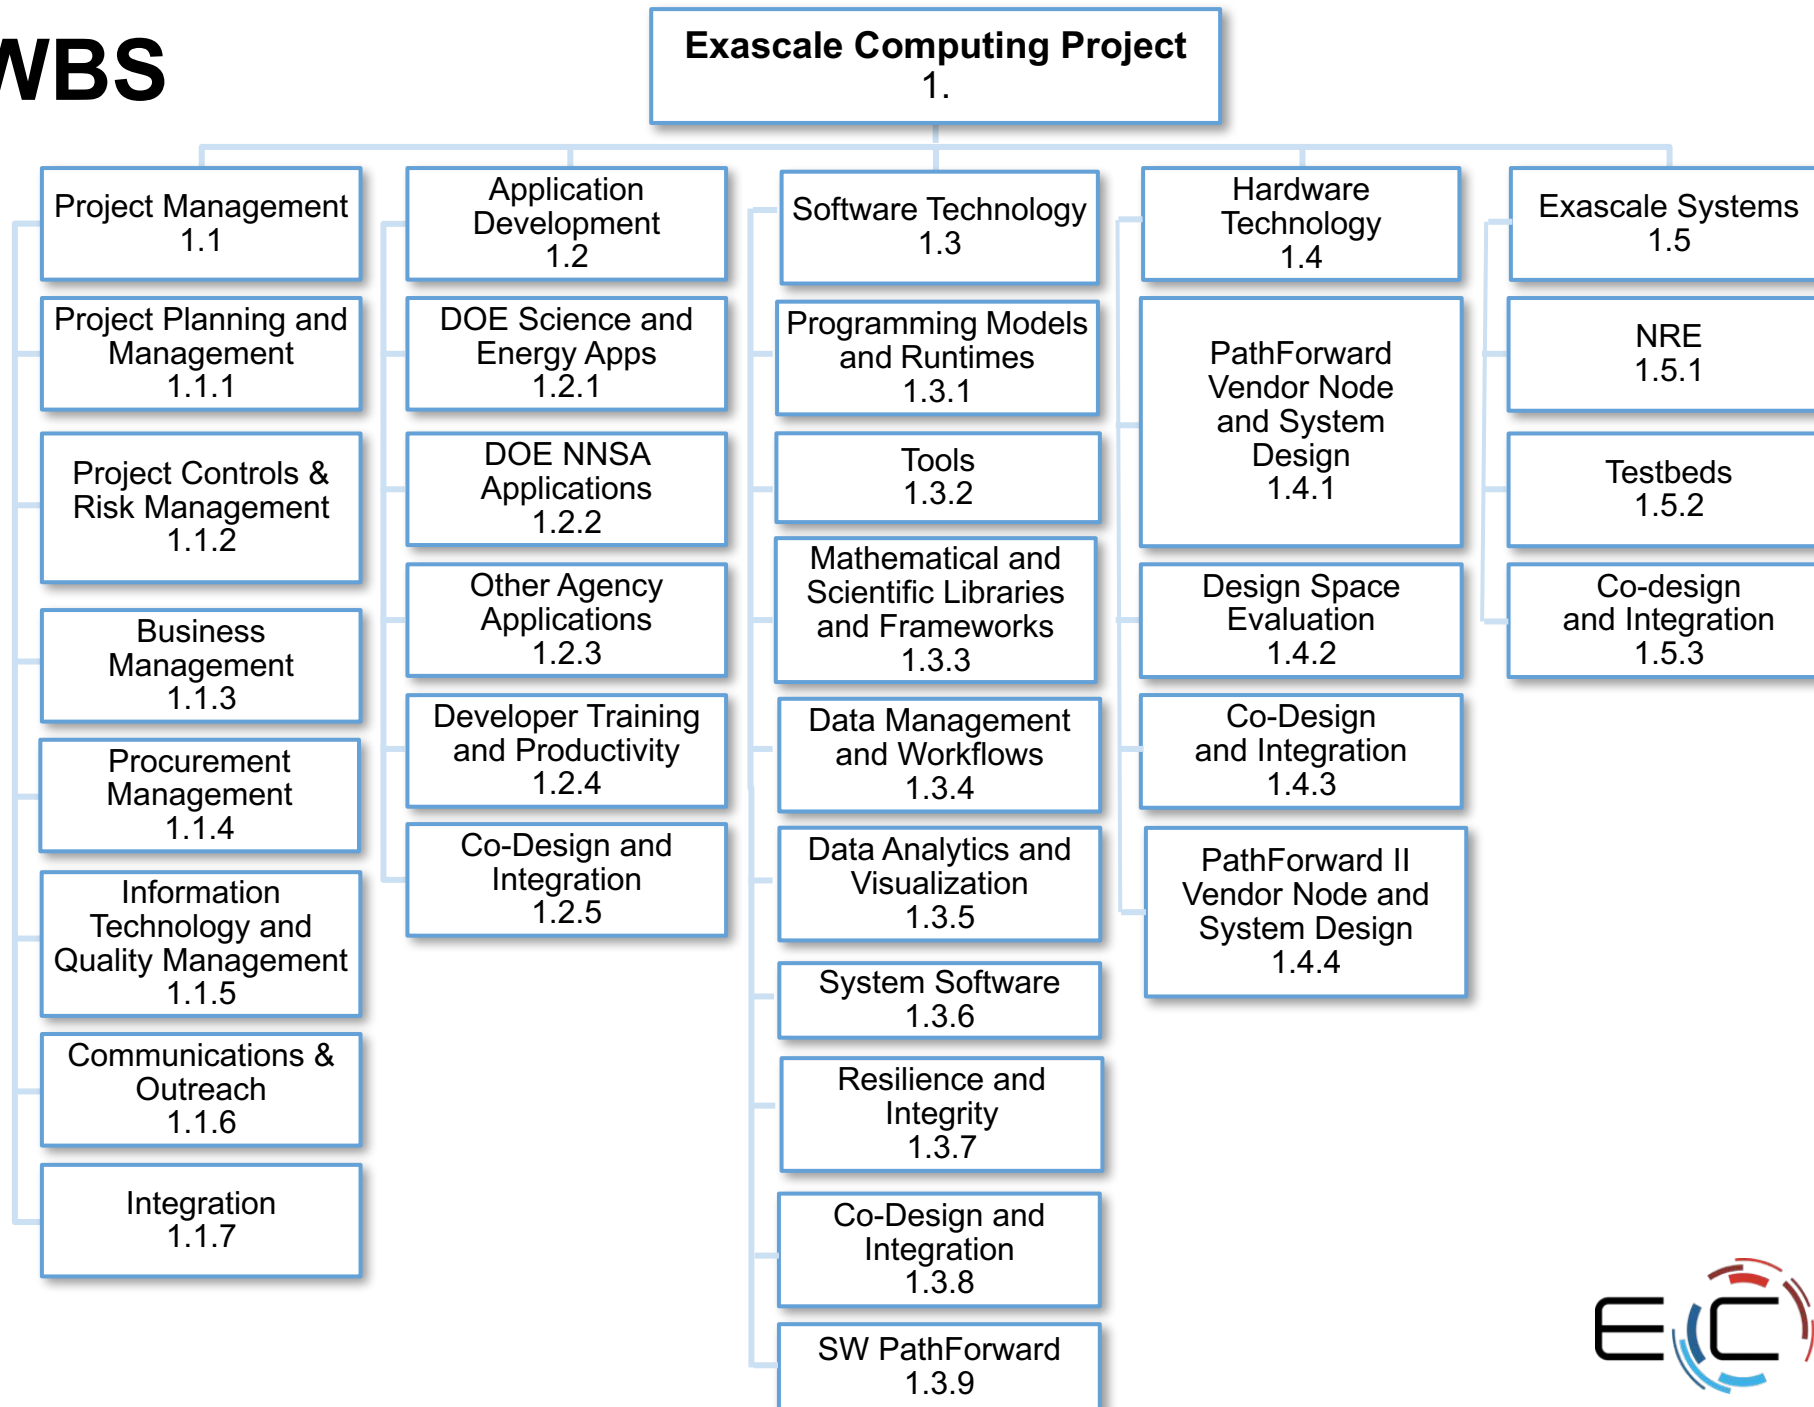 WBS
Exascale Computing Project
1.
Project Management
1.1
Project Planning and
Management
1.1.1
Project Controls &
Risk Management
1.1.2
Business
Management
1.1.3
Procurement
Management
1.1.4
Information
Technology and
Quality Management
1.1.5
Communications &
Outreach
1.1.6
Integration
1.1.7
Application
Development
1.2
DOE Science and
Energy Apps
1.2.1
DOE NNSA
Applications
1.2.2
Other Agency
Applications
1.2.3
Developer Training
and Productivity
1.2.4
Co-Design and
Integration
1.2.5
Software Technology
1.3
Programming Models
and Runtimes
1.3.1
Tools
1.3.2
Mathematical and
Scientific Libraries
and Frameworks
1.3.3
Data Management
and Workflows
1.3.4
Data Analytics and
Visualization
1.3.5
System Software
1.3.6
Resilience and
Integrity
1.3.7
Co-Design and
Integration
1.3.8
SW PathForward
1.3.9
Hardware
Technology
1.4
PathForward
Vendor Node
and System
Design
1.4.1
Design Space
Evaluation
1.4.2
Co-Design
and Integration
1.4.3
PathForward II
Vendor Node and
System Design
1.4.4
Exascale Systems
1.5
NRE
1.5.1
Testbeds
1.5.2
Co-design
and Integration
1.5.3
EC